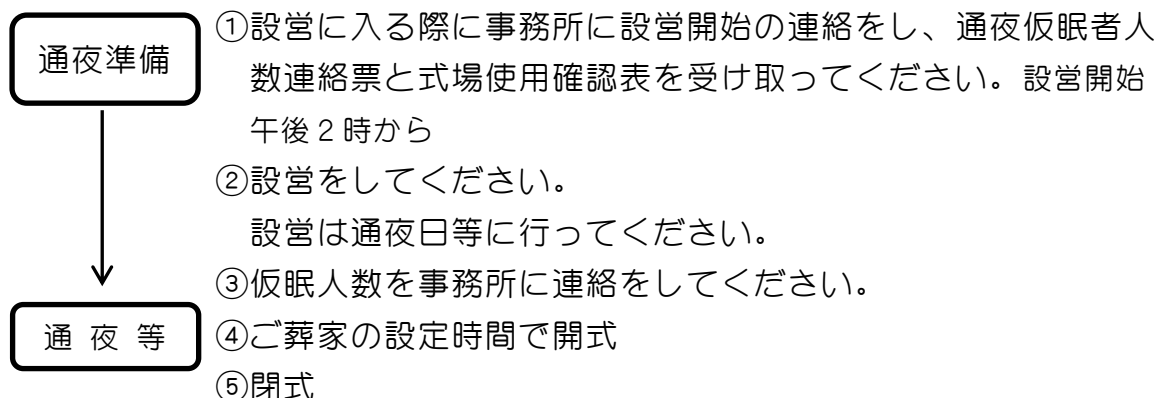 通夜準備
①設営に入る際に事務所に設営開始の連絡をし、通夜仮眠者人
数連絡票と式場使用確認表を受け取ってください。設営開始
午後2時から
②設営をしてください。
設営は通夜日等に行ってください。
③仮眠人数を事務所に連絡をしてください。
通夜等
④ご葬家の設定時間で開式
⑤閉式